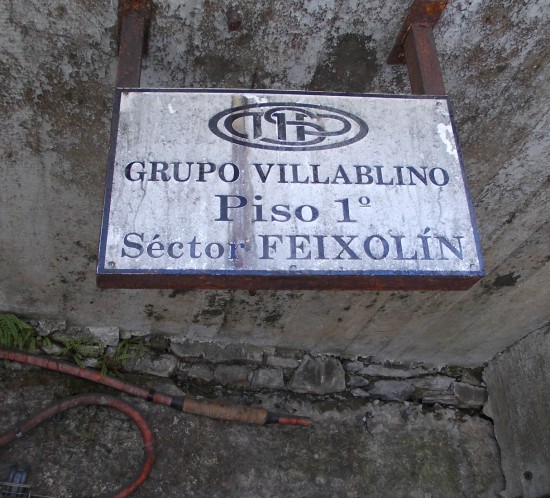 GRUPO VILLABLINO
Piso 1º
Séctor FEIXOLÍN